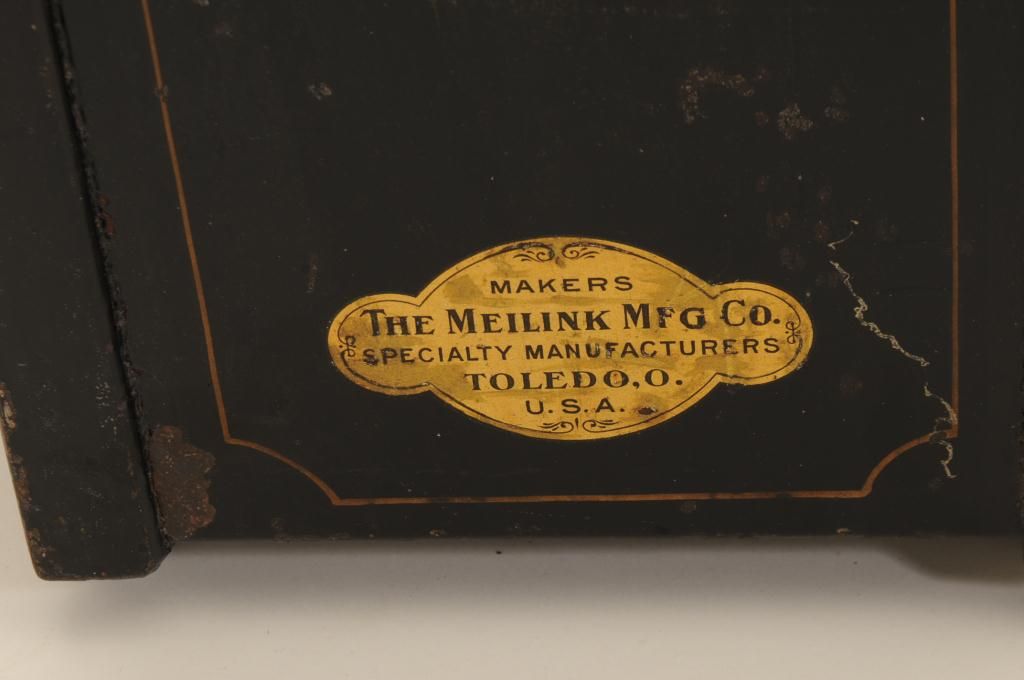 MAKERS
THE MEILINK MFG CO.
SPECIALTY MANUFACTURERS
TOLEDO, O.
U.S.A.